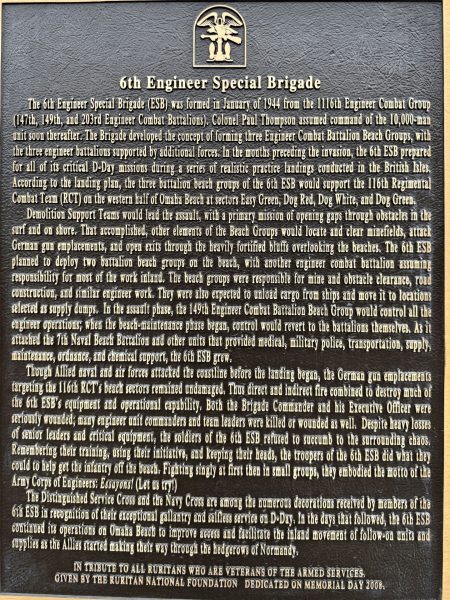 6th Engineer Special Brigade
The 6th Engineer Special Brigade (ESB) was formed in January of 1944 from the 1116th Engineer Combat Group
(147th, 149th, and 203rd Engineer Combat Battalions). Colonel Paul Thompson assumed command of the 10,000-man
unit soon thereafter. The Brigade developed the concept of forming three Engineer Combat Battalion Beach Groups, with
the three engineer battalions supported by additional forces. In the months preceding the invasion, the 6th ESB prepared
for all of its critical D-Day missions during a series of realistic practice landings conducted in the British Isles.
According to the landing plan, the three battalion beach groups of the 6th ESB would support the 116th Regimental
Combat Team (RCT) on the western half of Omaha Beach at sectors Easy Green, Dog Red, Dog White, and Dog Green.
Demolition Support Teams would lead the assault, with a primary mission of opening gaps through obstacles in the
surf and on shore. That accomplished, other elements of the Beach Groups would locate and clear minefields, attack
German gun emplacements, and open exits through the heavily fortified bluffs overlooking the beaches. The 6th ESB
planned to deploy two battalion beach groups on the beach, with another engineer combat battalion assuming
responsibility for most of the work inland. The beach groups were responsible for mine and obstacle clearance, road
construction, and similar engineer work. They were also expected to unload cargo from ships and move it to locations
selected as supply dumps. In the assault phase, the 149th Engineer Combat Battalion Beach Group would control all the
engineer operations; when the beach-maintenance phase began, control would revert to the battalions themselves. As it
attached the 7th Naval Beach Battalion and other units that provided medical, military police, transportation, supply,
maintenance, ordnance, and chemical support, the 6th ESB grew.
Though Allied naval and air forces attacked the coastline before the landing began, the German gun emplacements
targeting the 116th RCT's beach sectors remained undamaged. Thus direct and indirect fire combined to destroy much of
the 6th ESB's equipment and operational capability. Both the Brigade Commander and his Executive Officer were
seriously wounded; many engineer unit commanders and team leaders were killed or wounded as well. Despite heavy losses
of senior leaders and critical equipment, the soldiers of the 6th ESB refused to succumb to the surrounding chaos.
Remembering their training, using their initiative, and keeping their heads, the troopers of the 6th ESB did what they
could to help get the infantry off the beach. Fighting singly at first then in small groups, they embodied the motto of the
Army Corps of Engineers: Essayons! (Let us try!)
The Distinguished Service Cross and the Navy Cross are among the numerous decorations received by members of the
6th ESB in recognition of their exceptional gallantry and selfless service on D-Day. In the days that followed, the 6th ESB
continued its operations on Omaha Beach to improve access and facilitate the inland movement of follow-on units and
supplies as the Allies started making their way through the hedgerows of Normandy.
IN TRIBUTE TO ALL RURITANS WHO ARE VETERANS OF THE ARMED SERVICES.
GIVEN BY THE RURITAN NATIONAL FOUNDATION DEDICATED ON MEMORIAL DAY 2008.